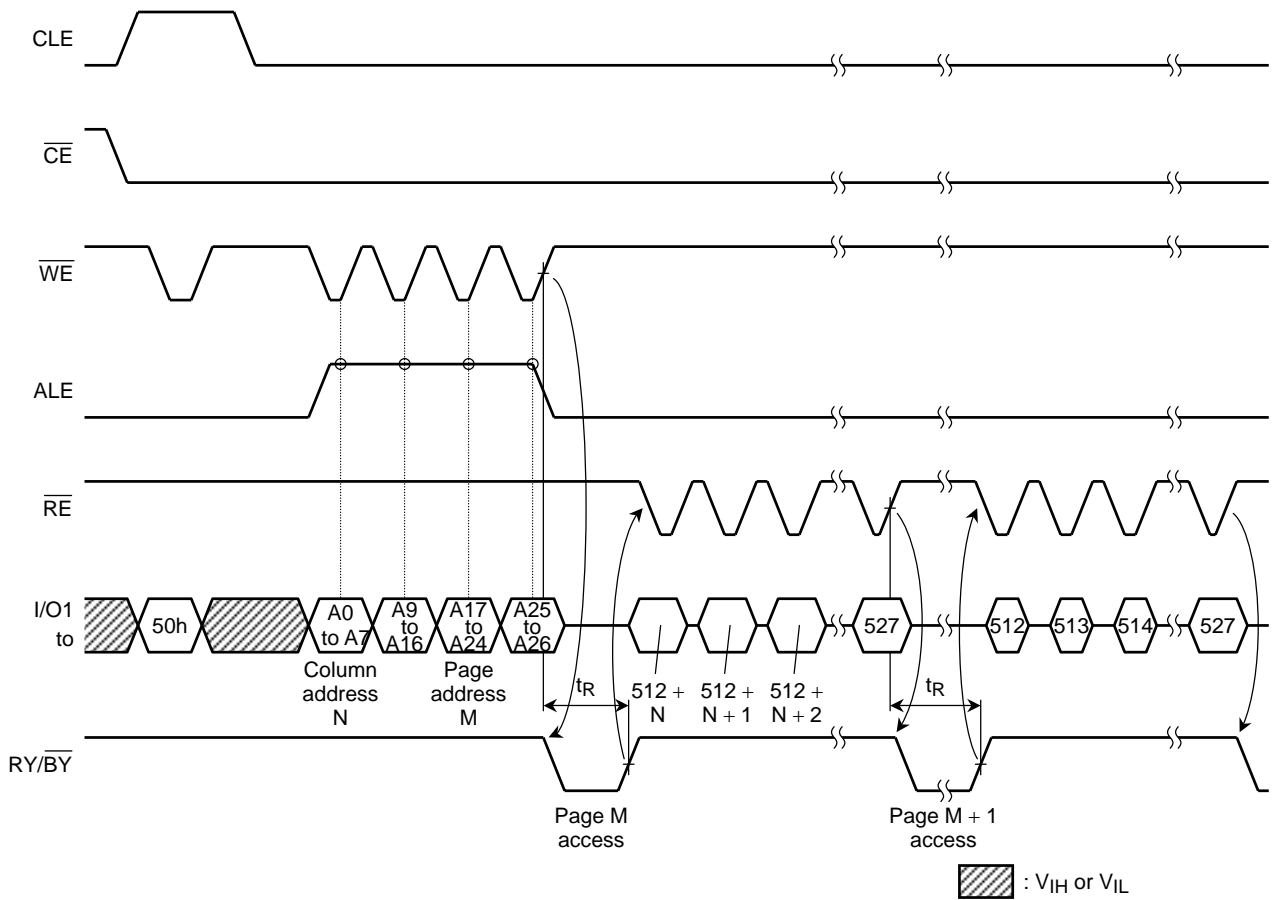 CLE
CE
WE
ALE
RE
I/O1
to
50h
A0
to A7
A9
to
A16
A17
to
A24
A25
to
A26
527
512
513
514
527
Column
address
N
Page
address
M
tR
512 +
N
512 +
N + 1
512 +
N + 2
tR
RY/BY
Page M
access
Page M + 1
access
: VIH or VIL